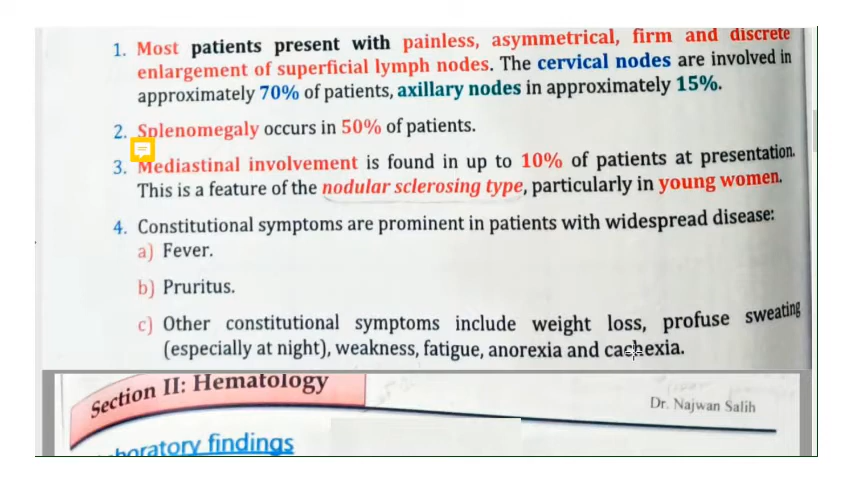 1. Most patients present with painless, asymmetrical, firm and discrete
enlargement of superficial lymph nodes. The cervical nodes are involved in
approximately 70% of patients, axillary nodes in approximately 15%.
2. Splenomegaly occurs in 50% of patients.
3. Mediastinal involvement is found in up to 10% of patients at presentation.
This is a feature of the nodular sclerosing type, particularly in young women.
4. Constitutional symptoms are prominent in patients with widespread disease:
a) Fever.
b) Pruritus.
c) Other constitutional symptoms include weight loss, profuse sweating
(especially at night), weakness, fatigue, anorexia and cachexia.
Section II: Hematology
Dr. Najwan Salih
findings